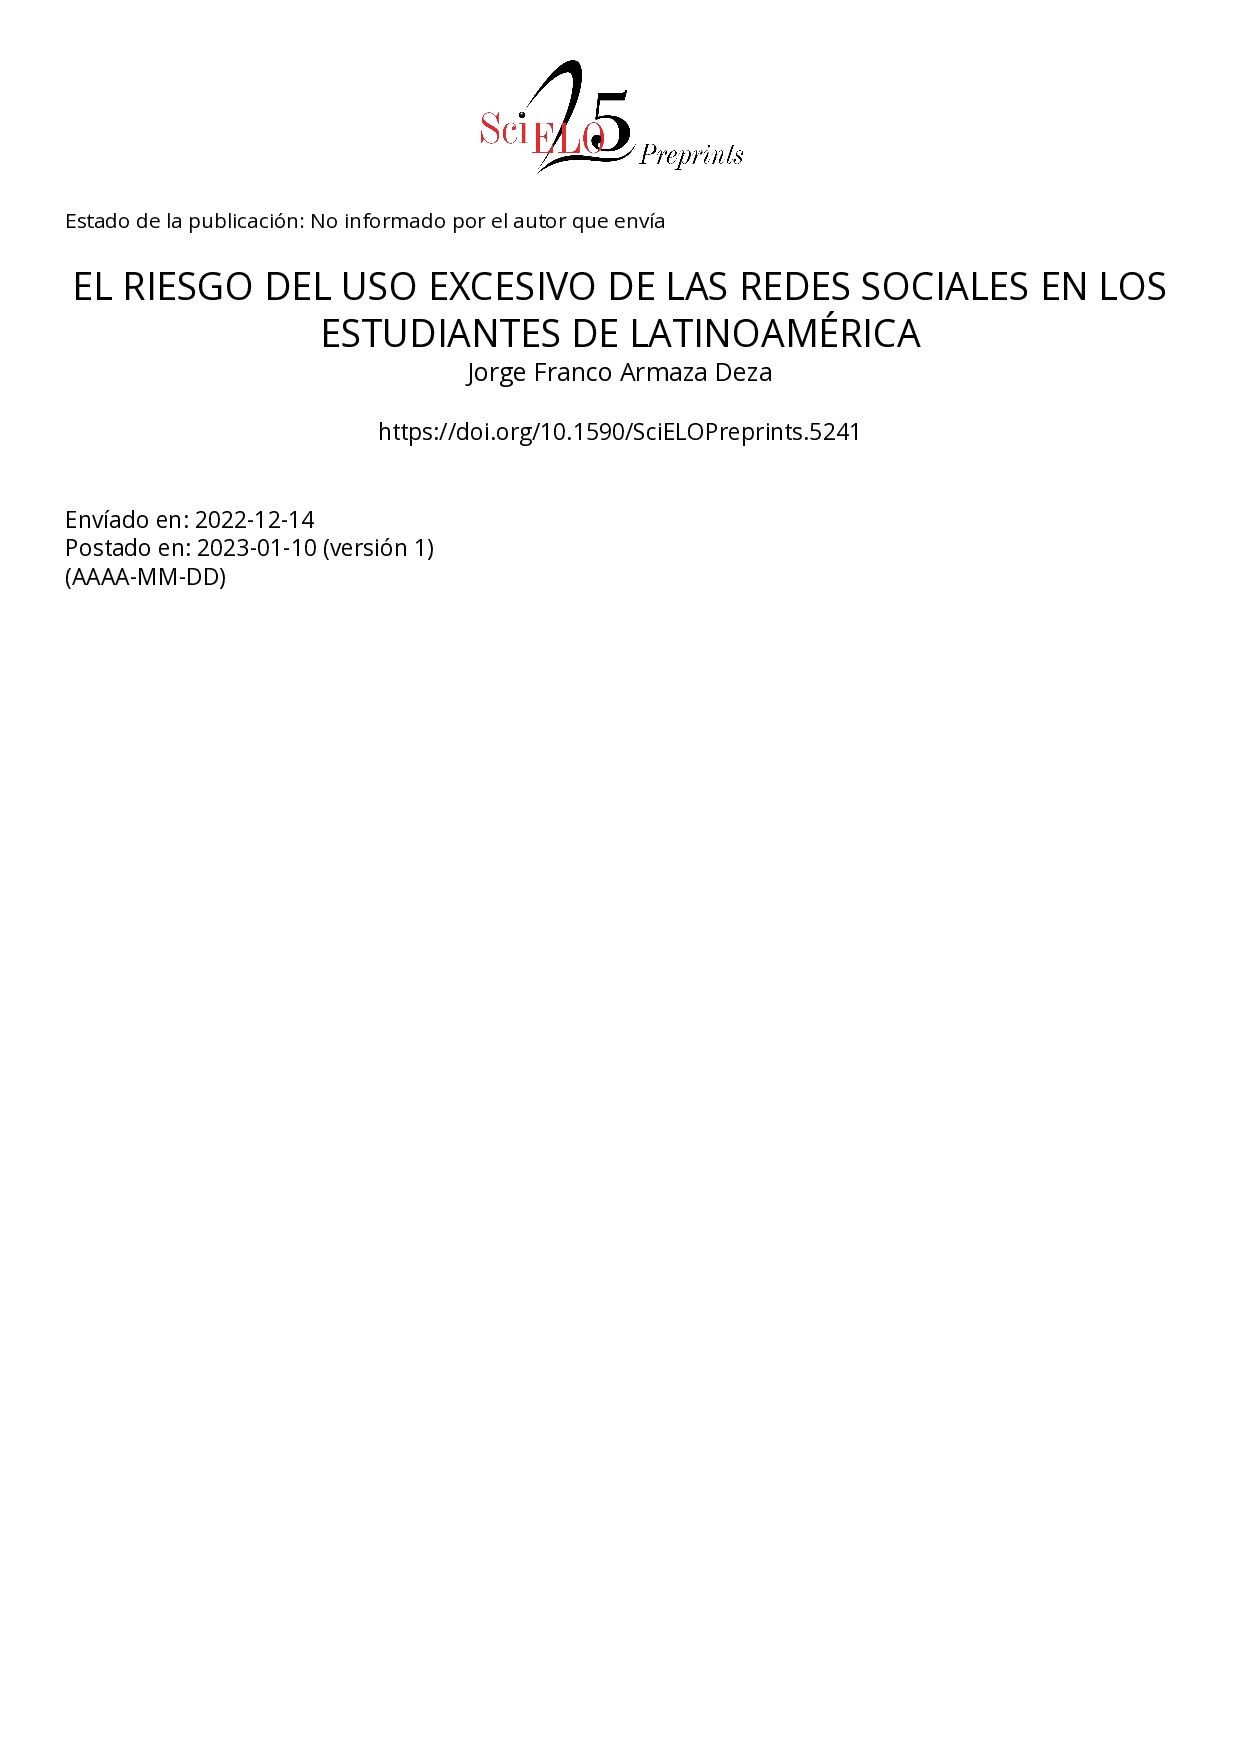 SciELO 25 Preprints
Estado de la publicación: No informado por el autor que envía
EL RIESGO DEL USO EXCESIVO DE LAS REDES SOCIALES EN LOS
ESTUDIANTES DE LATINOAMÉRICA
Jorge Franco Armaza Deza
https://doi.org/10.1590/SciELOPreprints.5241
Envíado en: 2022-12-14
Postado en: 2023-01-10 (versión 1)
(AAAA-MM-DD)